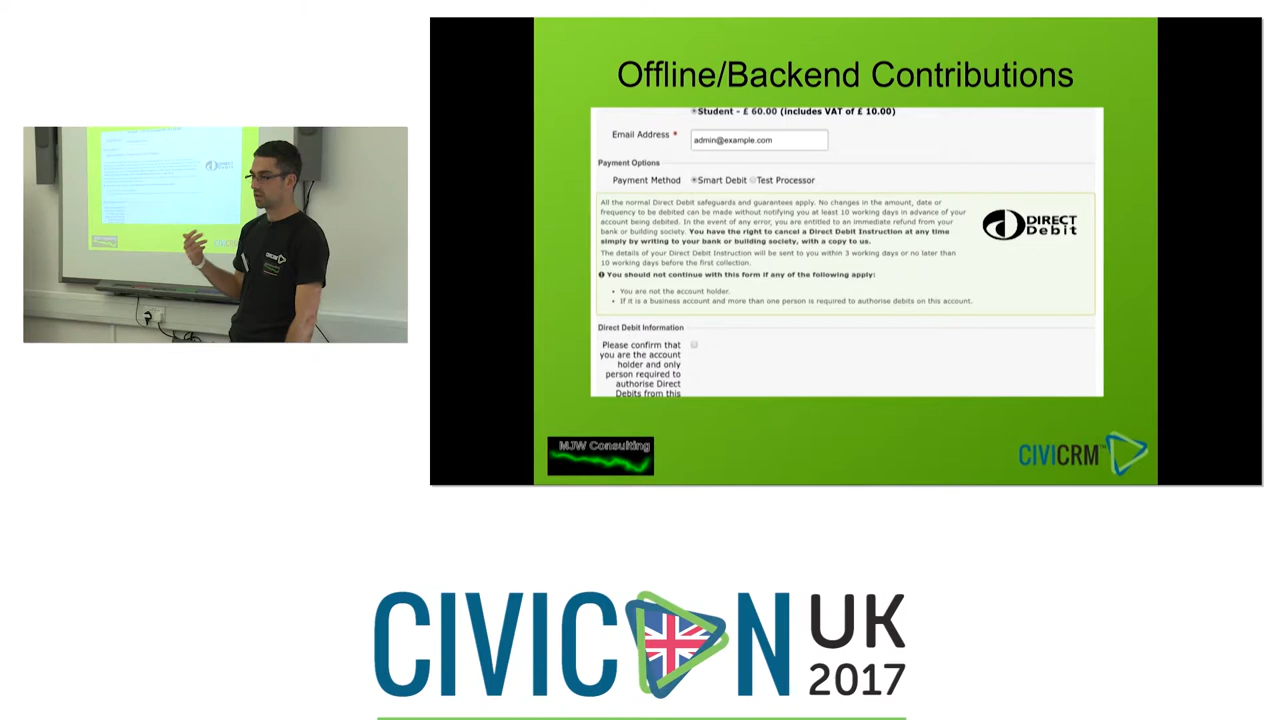 Offline/Backend Contributions
Student - £ 60.00 (includes VAT of £ 10.00)
Email Address *
admin@example.com
Payment Options
Payment Method
Smart Debit
Test Processor
All the normal Direct Debit safeguards and guarantees apply. No changes in the amount, date or
frequency to be debited can be made without notifying you at least 10 working days in advance of your
account being debited. In the event of any error, you are entitled to an immediate refund from your
bank or building society. You have the right to cancel a Direct Debit Instruction at any time
simply by writing to your bank or building society, with a copy to us.
The details of your Direct Debit Instruction will be sent to you within 3 working days or no later than
10 working days before the first collection.
You should not continue with this form if any of the following apply:
• You are not the account holder.
• If it is a business account and more than one person is required to authorise debits on this account.
DIRECT
Debit
Direct Debit Information
Please confirm that
you are the account
holder and only
person required to
authorise Direct
Debits from this
MJW Consulting
CIVICRM™
CIVICON UK
2017